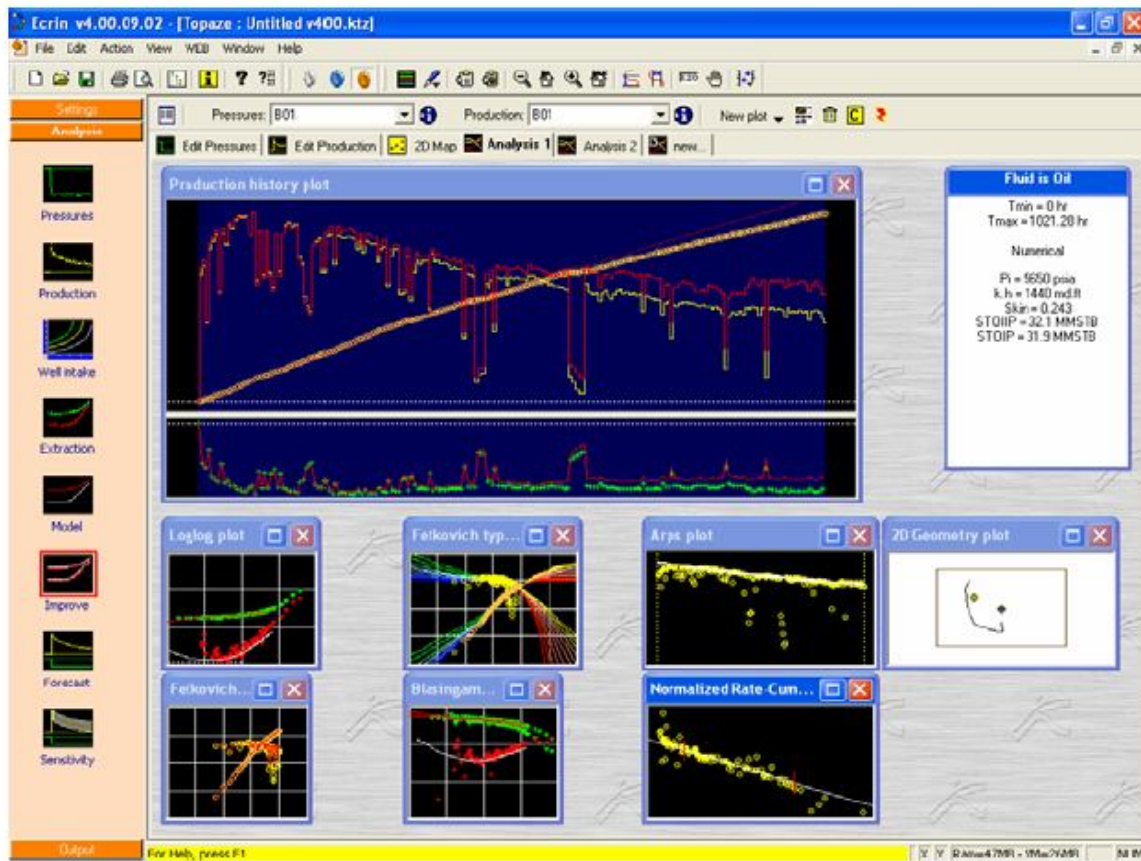 Ecrin v4.00.09.02 - [Topaze : Untitled v400.ktz]
File Edit Action View WEB Window Help
Settings
Analysis
Pressures: B01 Production: B01 New plot
Edit Pressures Edit Production 2D Map Analysis 1 Analysis 2 new...
Pressures
Production
Well intake
Extraction
Model
Improve
Forecast
Sensitivity
Output
Production history plot
Fluid is Oil
Tmin = 0 hr
Tmax = 1021.28 hr
Numerical
Pi = 9650 psia
k.h = 1440 md.ft
Skin = 0.243
STOIIP = 32.1 MMSTB
STOIP = 31.9 MMSTB
Loglog plot
Fetkovich typ...
Arps plot
2D Geometry plot
Fetkovich...
Blasingam...
Normalized Rate-Cum...
For Help, press F1